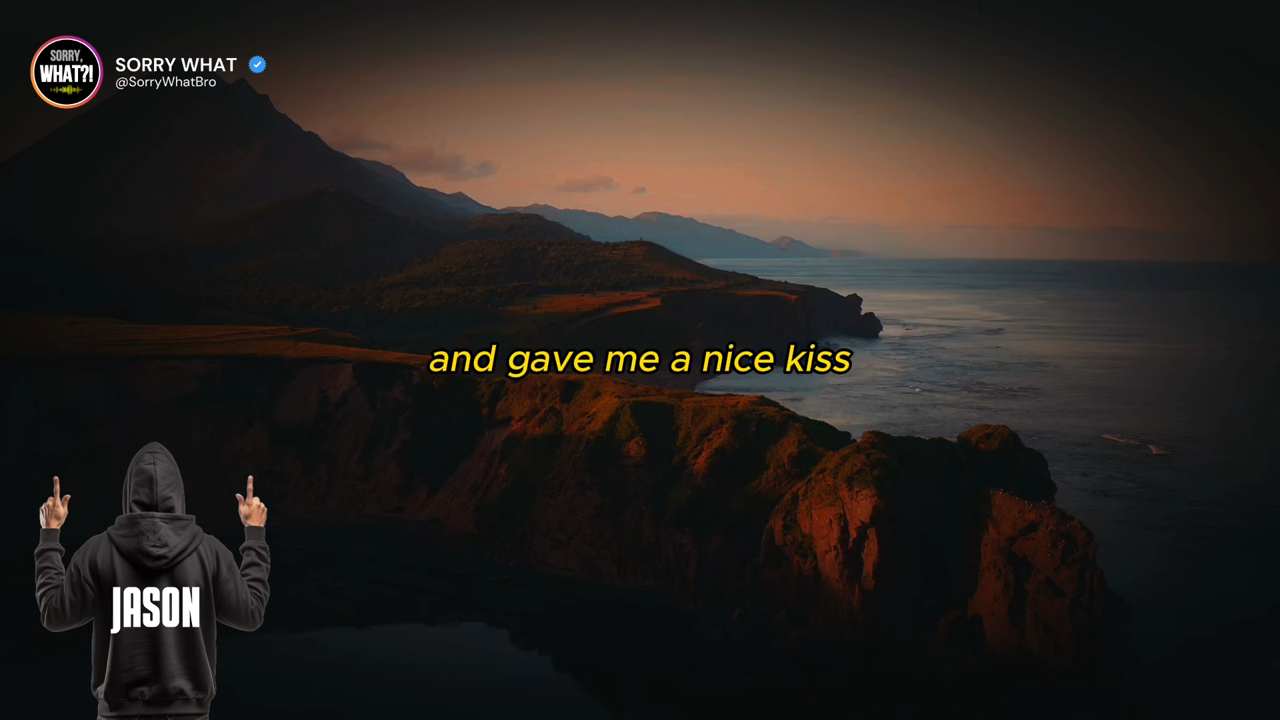 SORRY,
WHAT?!
SORRY WHAT
@SorryWhatBro
and gave me a nice kiss
JASON